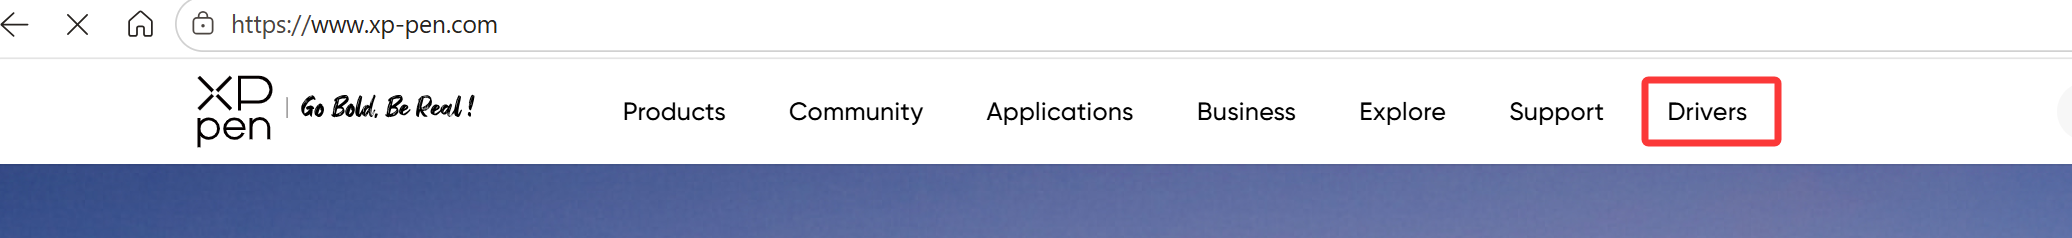 https://www.xp-pen.com
XP
pen
Go Bold, Be Real!
Products Community Applications Business Explore Support Drivers